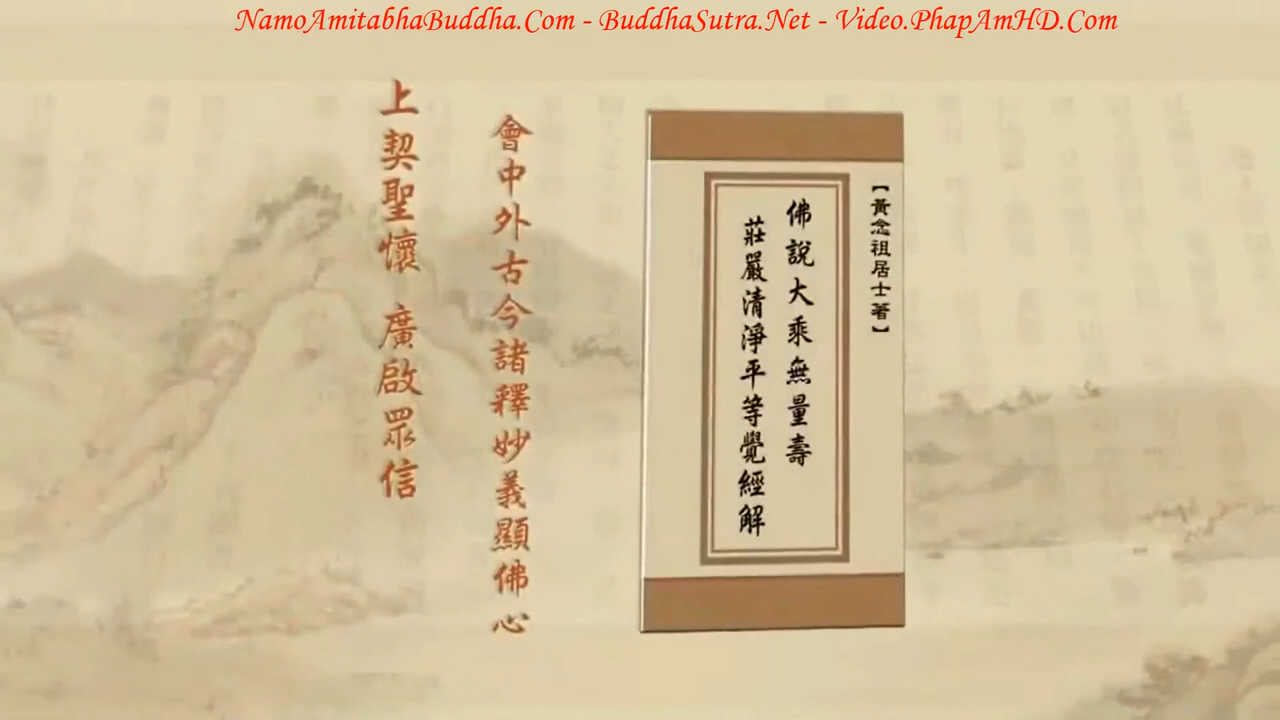 NamoAmitabhaBuddha.Com - BuddhaSutra.Net - Video.PhapAmHD.Com
【黃念祖居士著】
佛說大乘無量壽
莊嚴清淨平等覺經解
會中外古今諸釋妙義顯佛心
上契聖懷 廣啟眾信